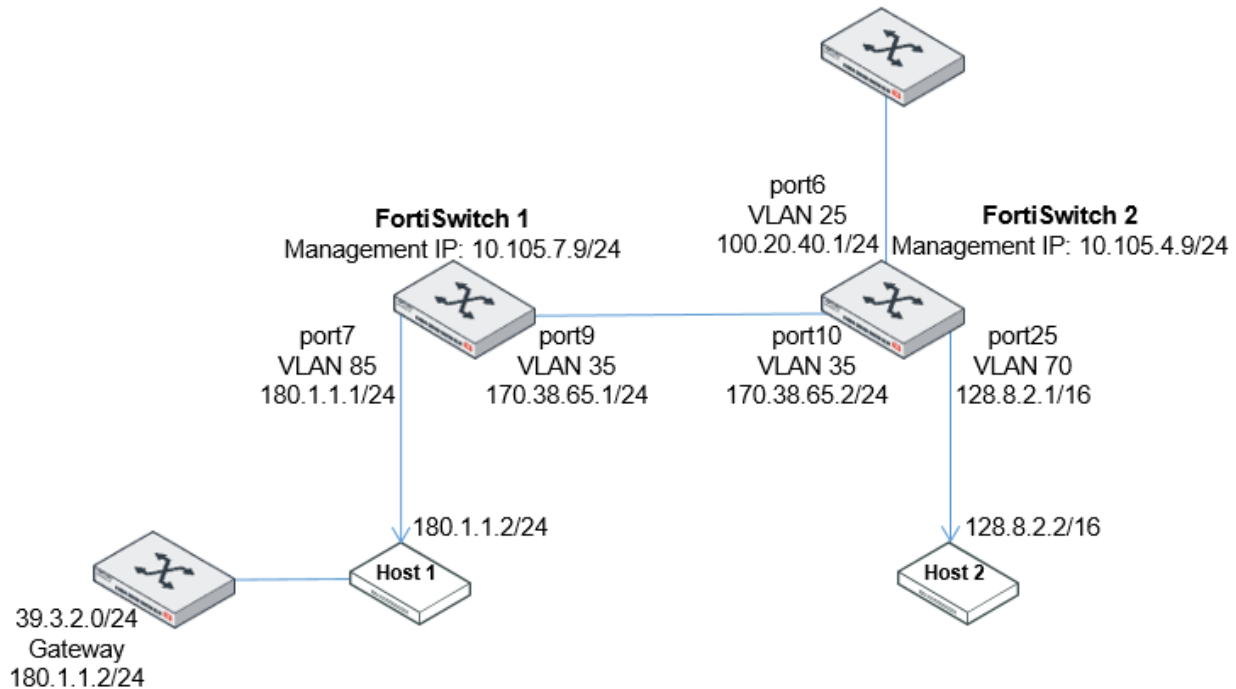 port6
VLAN 25
100.20.40.1/24
FortiSwitch 1
Management IP: 10.105.7.9/24
FortiSwitch 2
Management IP: 10.105.4.9/24
port7
VLAN 85
180.1.1.1/24
port9
VLAN 35
170.38.65.1/24
port10
VLAN 35
170.38.65.2/24
port25
VLAN 70
128.8.2.1/16
180.1.1.2/24
Host 1
128.8.2.2/16
Host 2
39.3.2.0/24
Gateway
180.1.1.2/24